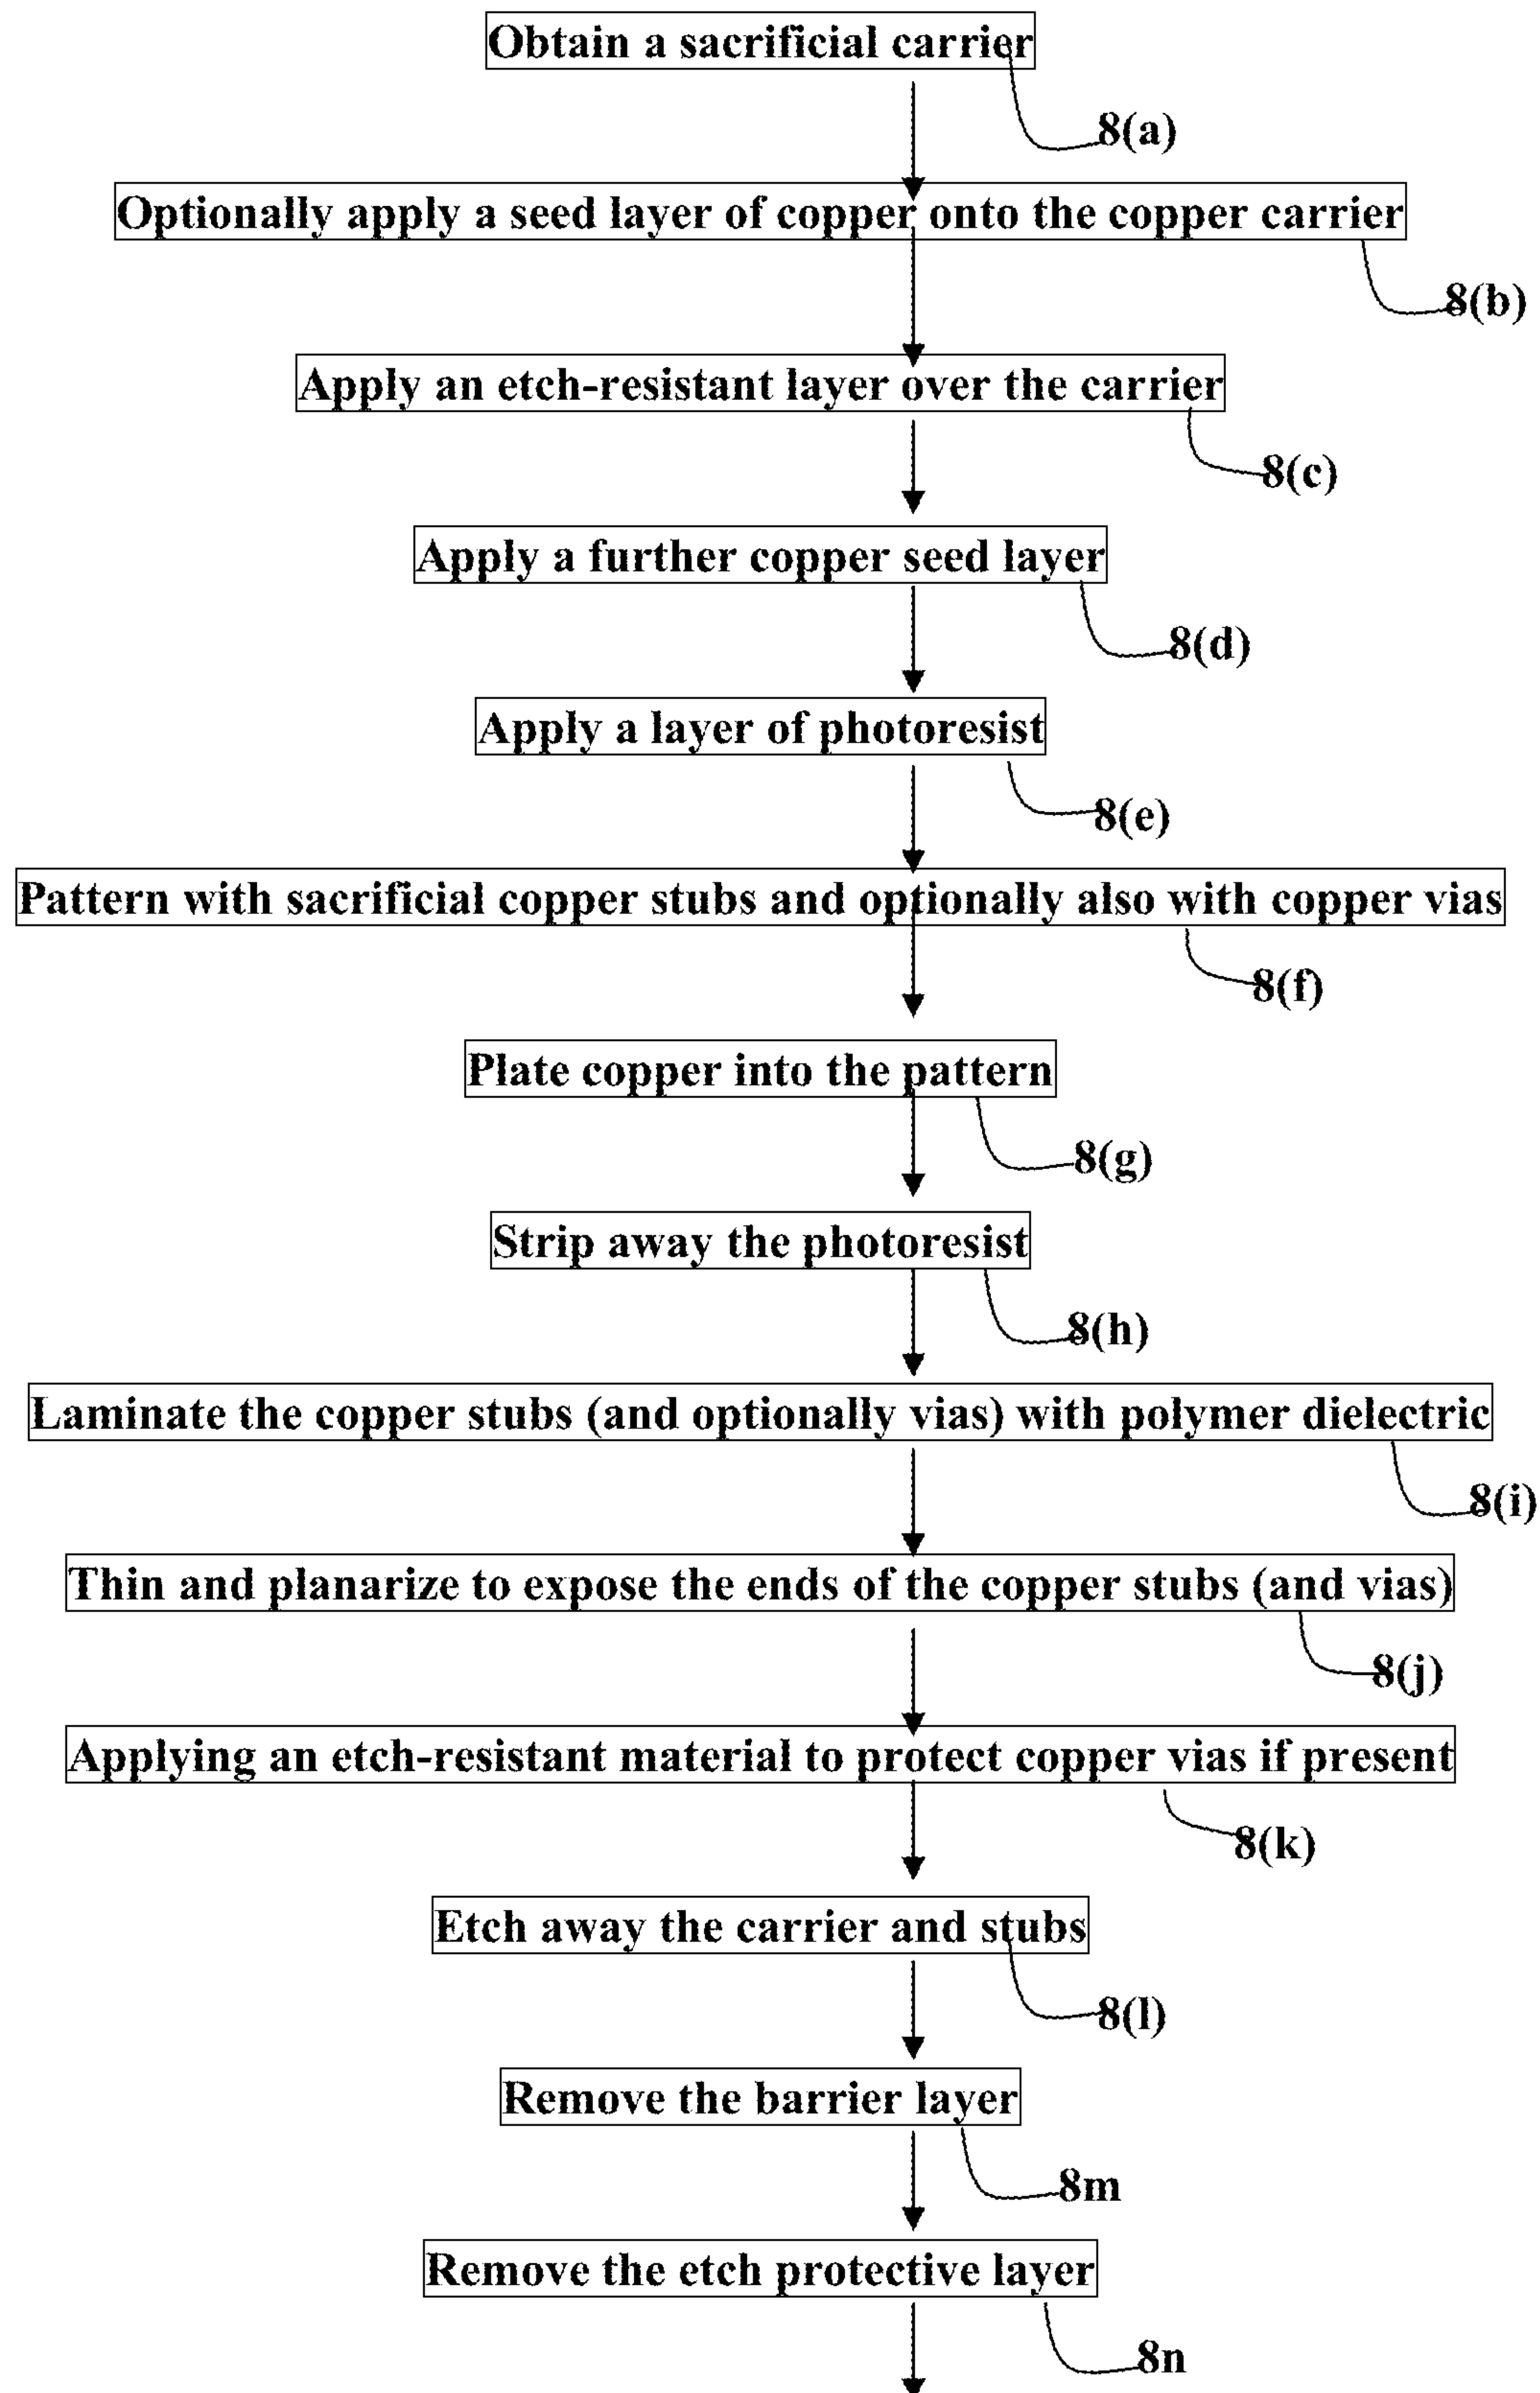 Obtain a sacrificial carrier
8(a)
Optionally apply a seed layer of copper onto the copper carrier
8(b)
Apply an etch-resistant layer over the carrier
8(c)
Apply a further copper seed layer
8(d)
Apply a layer of photoresist
8(e)
Pattern with sacrificial copper stubs and optionally also with copper vias
8(f)
Plate copper into the pattern
8(g)
Strip away the photoresist
8(h)
Laminate the copper stubs (and optionally vias) with polymer dielectric
8(i)
Thin and planarize to expose the ends of the copper stubs (and vias)
8(j)
Applying an etch-resistant material to protect copper vias if present
8(k)
Etch away the carrier and stubs
8(l)
Remove the barrier layer
8m
Remove the etch protective layer
8n